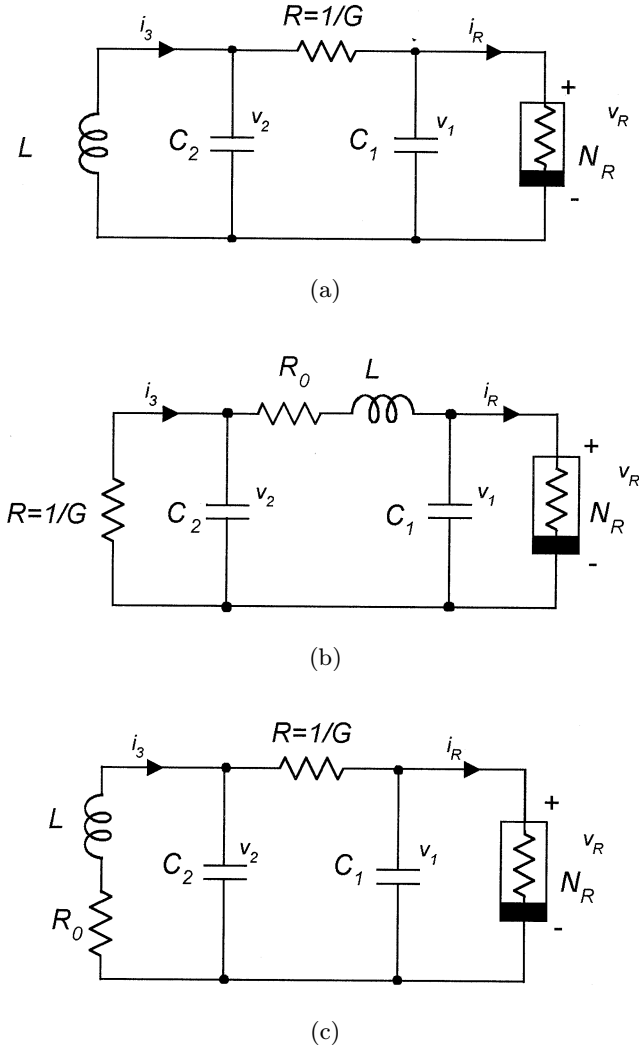 R=1/G
i3 iR
L C2 v2 C1 v1 + vR NR -
(a)
R0 L
i3 iR
R=1/G C2 v2 C1 v1 + vR NR -
(b)
R=1/G
i3 iR
L C2 v2 C1 v1 + vR NR -
R0
(c)